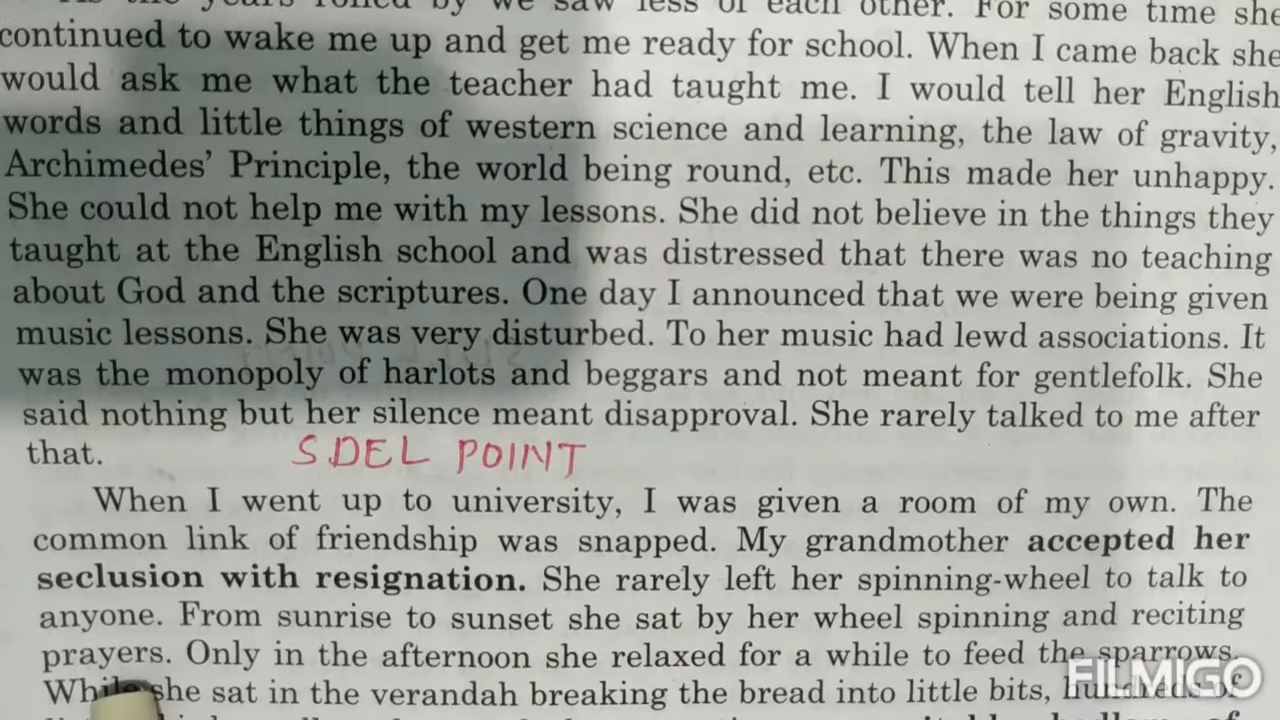 As the years rolled by we saw less of each other. For some time she
continued to wake me up and get me ready for school. When I came back she
would ask me what the teacher had taught me. I would tell her English
words and little things of western science and learning, the law of gravity,
Archimedes' Principle, the world being round, etc. This made her unhappy.
She could not help me with my lessons. She did not believe in the things they
taught at the English school and was distressed that there was no teaching
about God and the scriptures. One day I announced that we were being given
music lessons. She was very disturbed. To her music had lewd associations. It
was the monopoly of harlots and beggars and not meant for gentlefolk. She
said nothing but her silence meant disapproval. She rarely talked to me after
that.
SDEL POINT
When I went up to university, I was given a room of my own. The
common link of friendship was snapped. My grandmother accepted her
seclusion with resignation. She rarely left her spinning-wheel to talk to
anyone. From sunrise to sunset she sat by her wheel spinning and reciting
prayers. Only in the afternoon she relaxed for a while to feed the sparrows.
While she sat in the verandah breaking the bread into little bits, hundreds of
FILMIGO